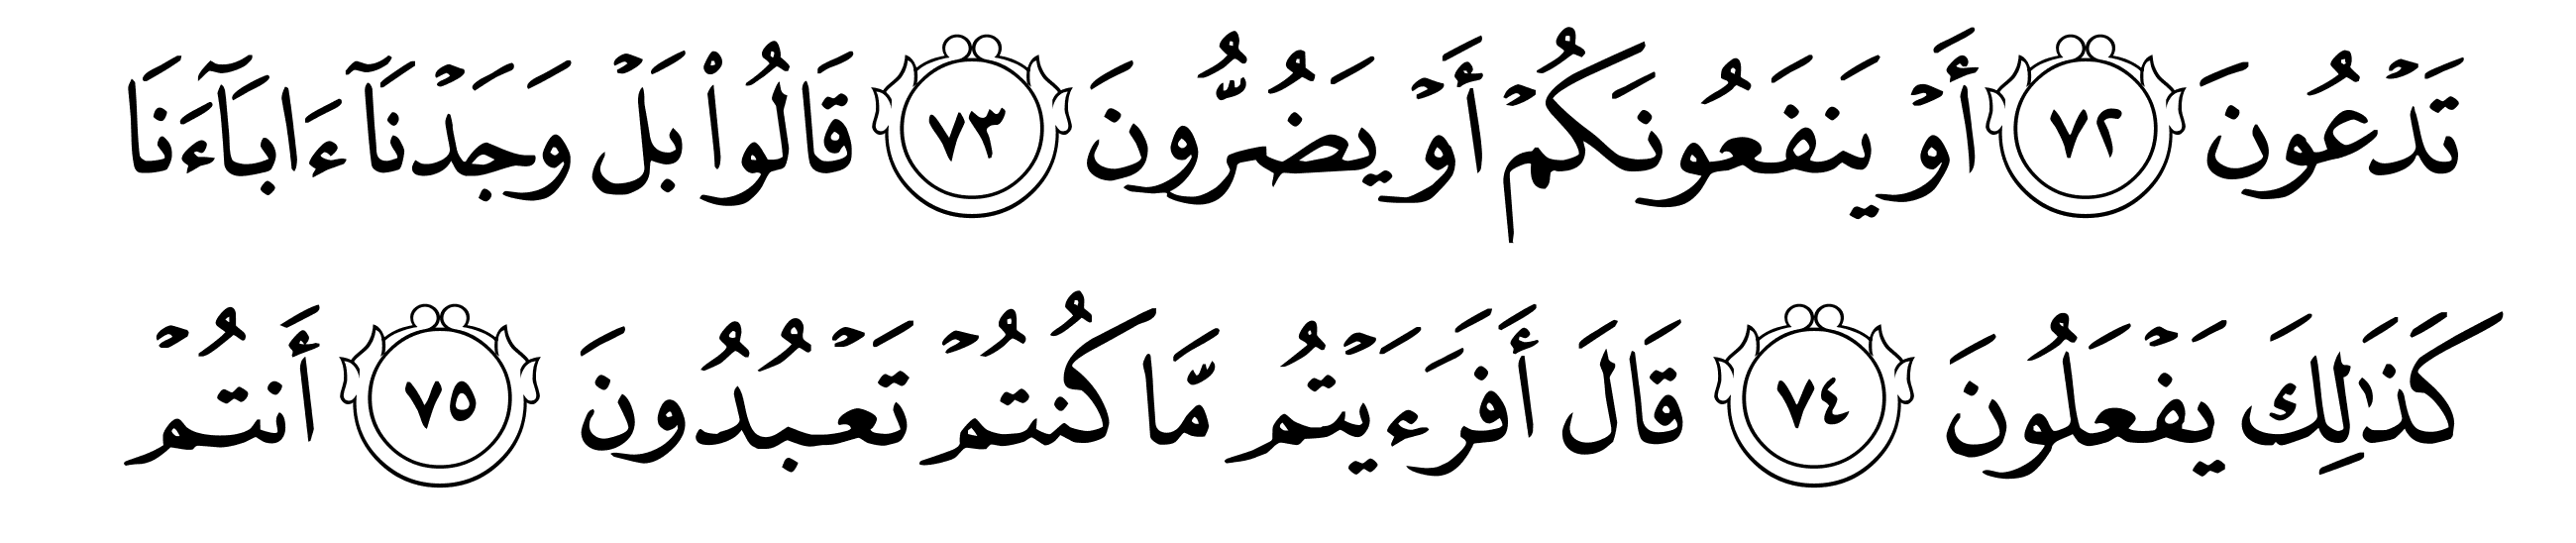 تَدْعُونَ ٧٢ أَوْ يَنفَعُونَكُمْ أَوْ يَضُرُّونَ ٧٣ قَالُوا۟ بَلْ وَجَدْنَآ ءَابَآءَنَا
كَذَٰلِكَ يَفْعَلُونَ ٧٤ قَالَ أَفَرَءَيْتُم مَّا كُنتُمْ تَعْبُدُونَ ٧٥ أَنتُمْ